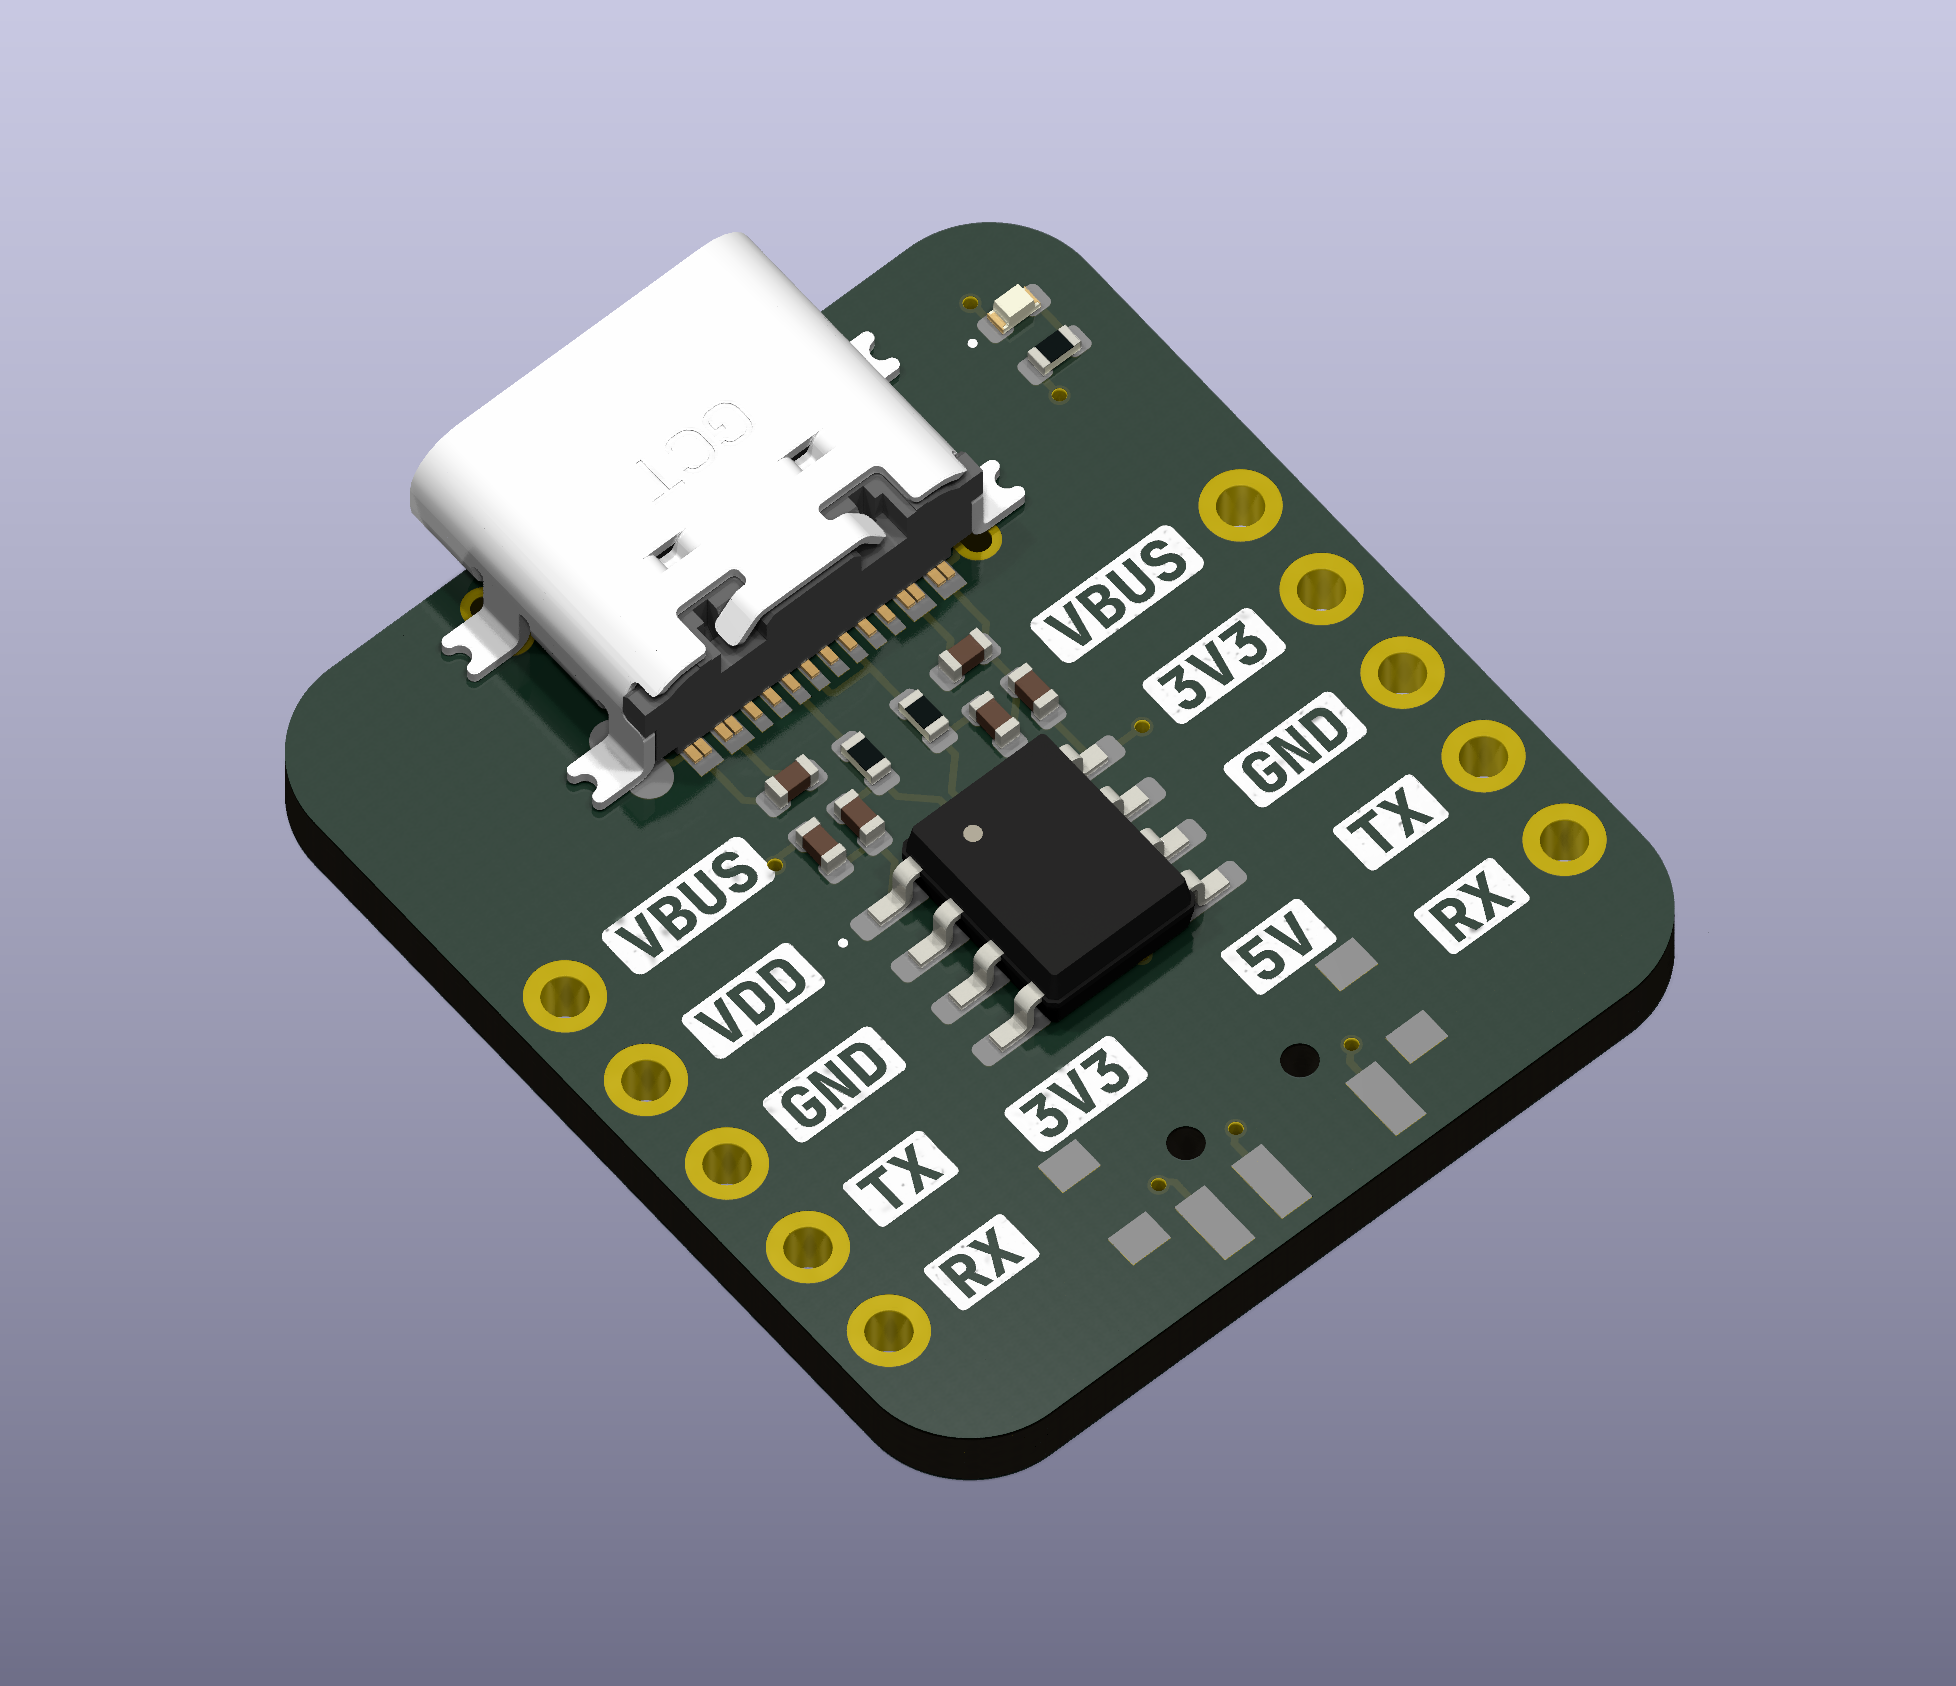 GCT
VBUS
3V3
GND
TX
RX
VBUS
VDD
GND
TX
RX
5V
3V3